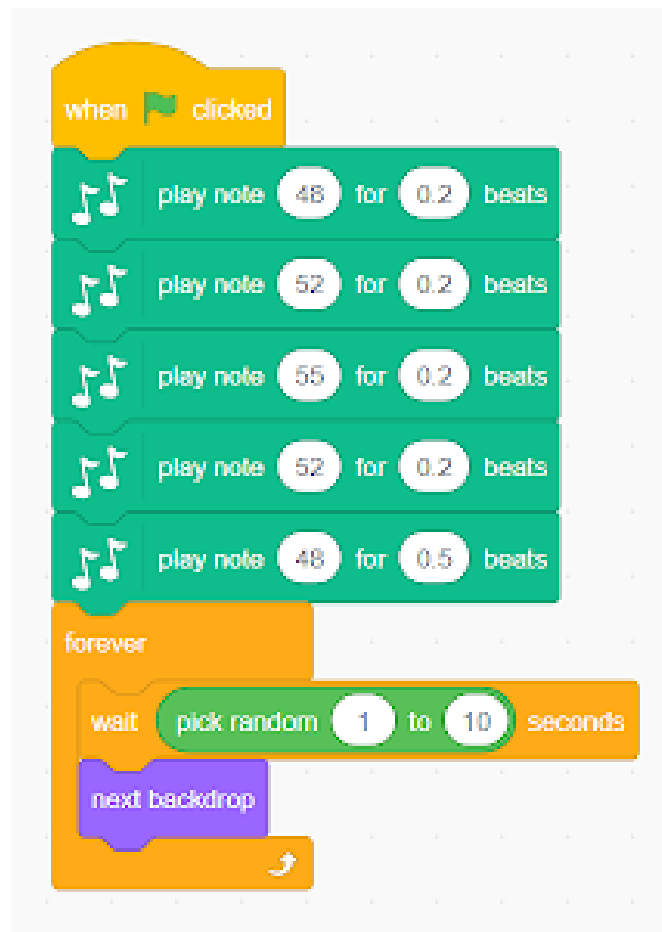 when clicked
play note 48 for 0.2 beats
play note 52 for 0.2 beats
play note 55 for 0.2 beats
play note 52 for 0.2 beats
play note 48 for 0.5 beats
forever
wait pick random 1 to 10 seconds
next backdrop